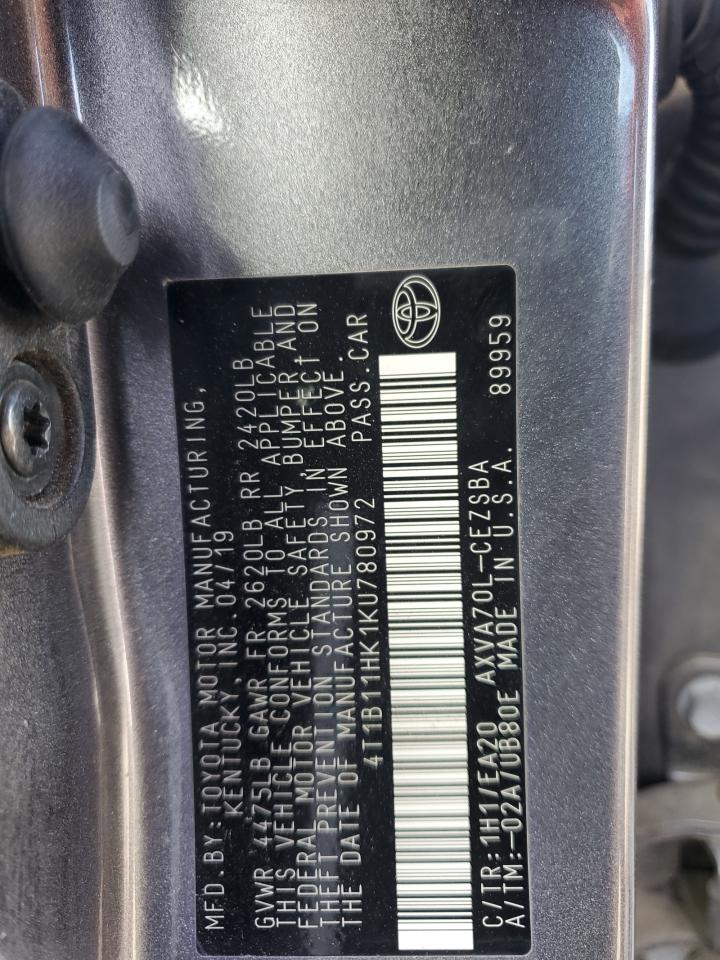 MFD.BY: TOYOTA MOTOR MANUFACTURING,
KENTUCKY INC. 04/19
GVWR 4475LB GAWR FR 2620LB RR 2420LB
THIS VEHICLE CONFORMS TO ALL APPLICABLE
FEDERAL MOTOR VEHICLE SAFETY, BUMPER AND
THEFT PREVENTION STANDARDS IN EFFECT ON
THE DATE OF MANUFACTURE SHOWN ABOVE.
4T1B11HK1KU780972 PASS.CAR
C/TR: 1H1/EA20 AXVA70L-CEZSBA 89959
A/TM:-02A/UB80E MADE IN U.S.A.